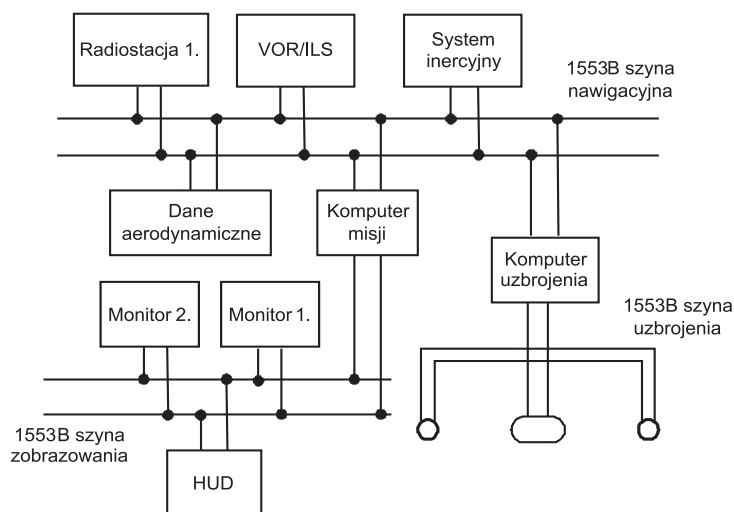 Radiostacja 1.
VOR/ILS
System
inercyjny
1553B szyna
nawigacyjna
Dane
aerodynamiczne
Komputer
misji
Komputer
uzbrojenia
Monitor 2.
Monitor 1.
1553B szyna
uzbrojenia
1553B szyna
zobrazowania
HUD